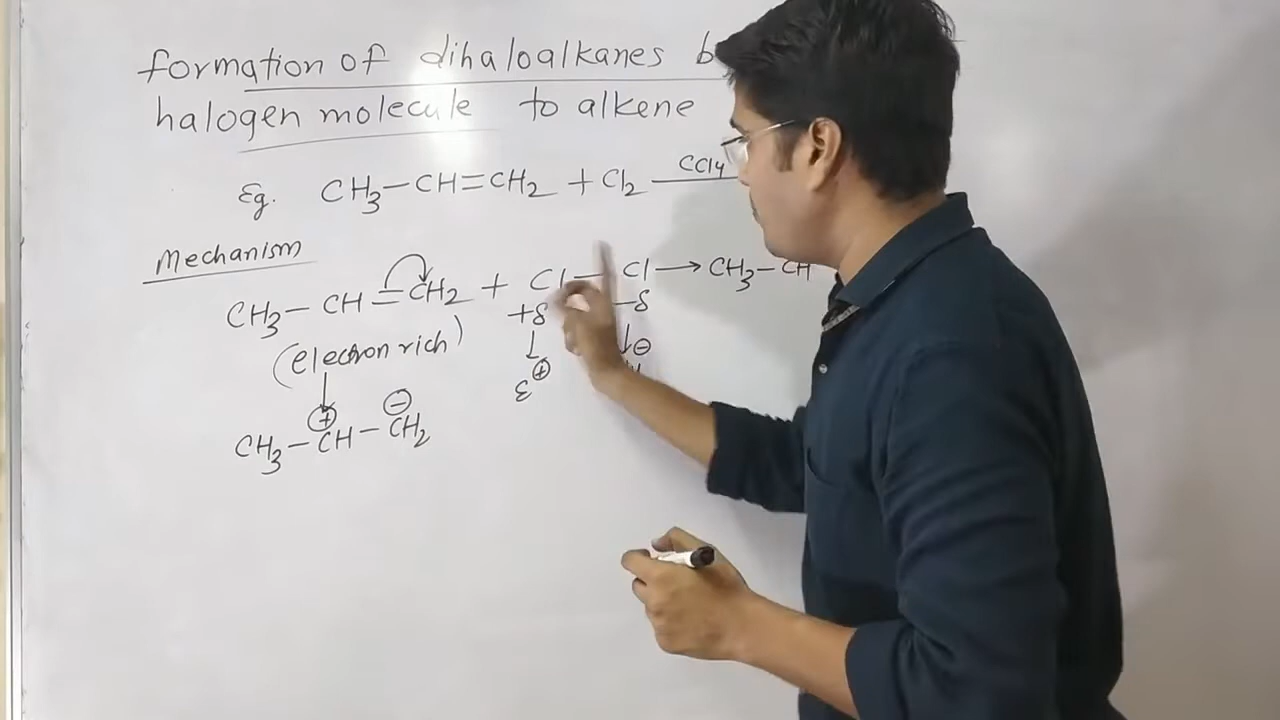 formation of dihaloalkanes
halogen molecule to alkene
Eg. CH3-CH=CH2 + Cl2 CCl4
Mechanism
CH3-CH=CH2 + Cl-Cl→CH3-CH
+δ -δ
(electron rich)
ε⊕ ⊖
⊕ ⊖
CH3-CH-CH2